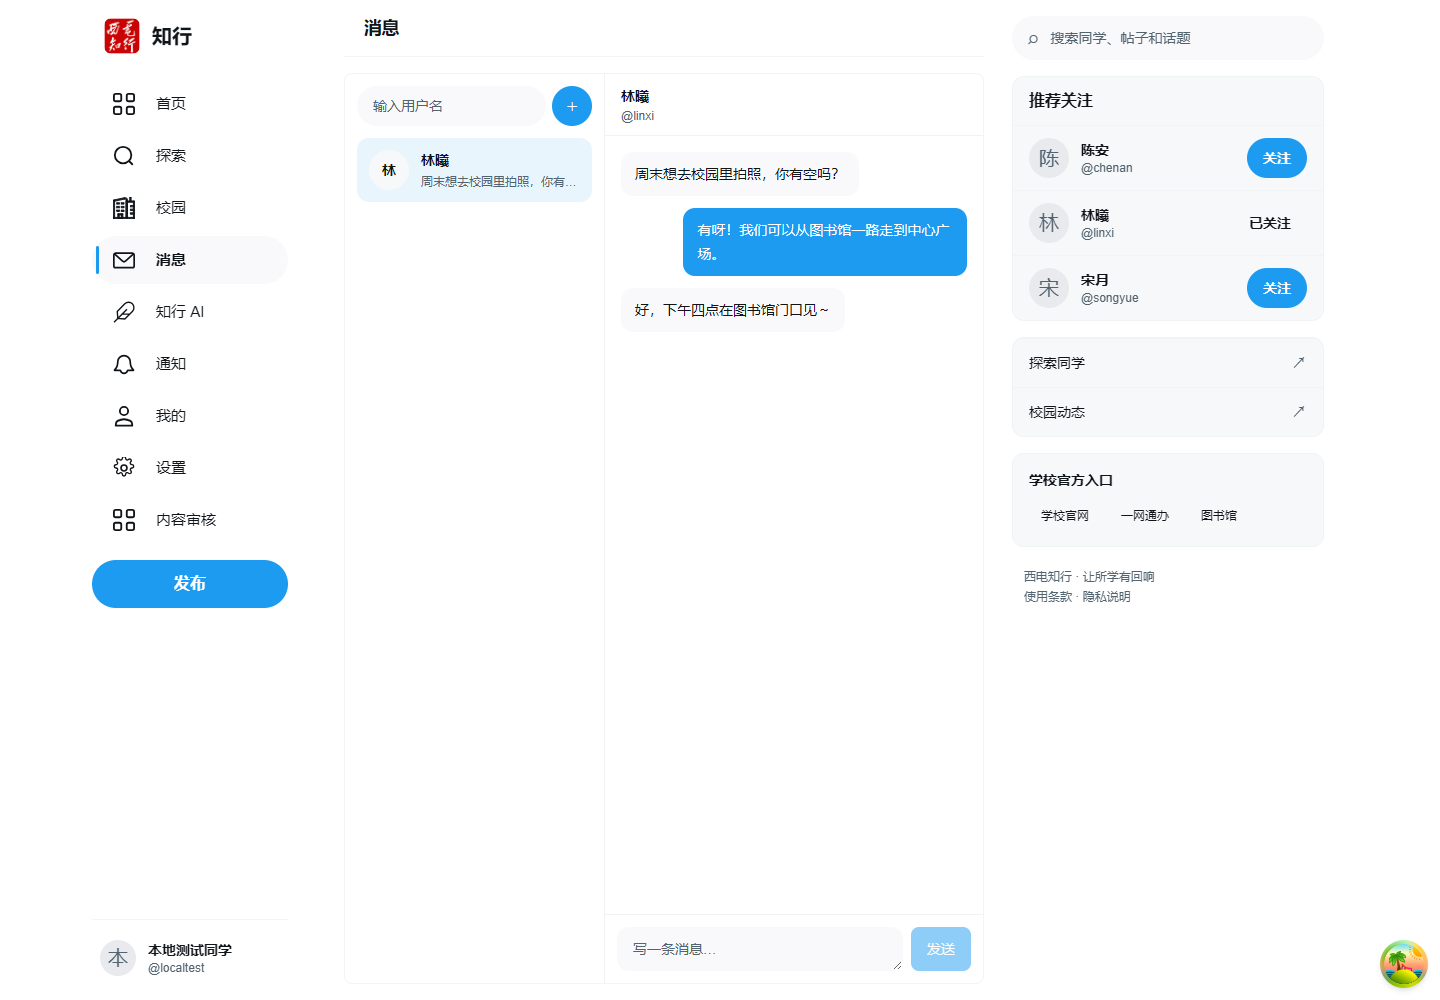 西电知行
知行
首页
探索
校园
消息
知行 AI
通知
我的
设置
内容审核
发布
本
本地测试同学
@localtest
消息
输入用户名
+
林
林曦
周末想去校园里拍照，你有...
林曦
@linxi
周末想去校园里拍照，你有空吗？
有呀！我们可以从图书馆一路走到中心广
场。
好，下午四点在图书馆门口见～
写一条消息...
发送
搜索同学、帖子和话题
推荐关注
陈
陈安
@chenan
关注
林
林曦
@linxi
已关注
宋
宋月
@songyue
关注
探索同学
校园动态
学校官方入口
学校官网
一网通办
图书馆
西电知行 · 让所学有回响
使用条款 · 隐私说明